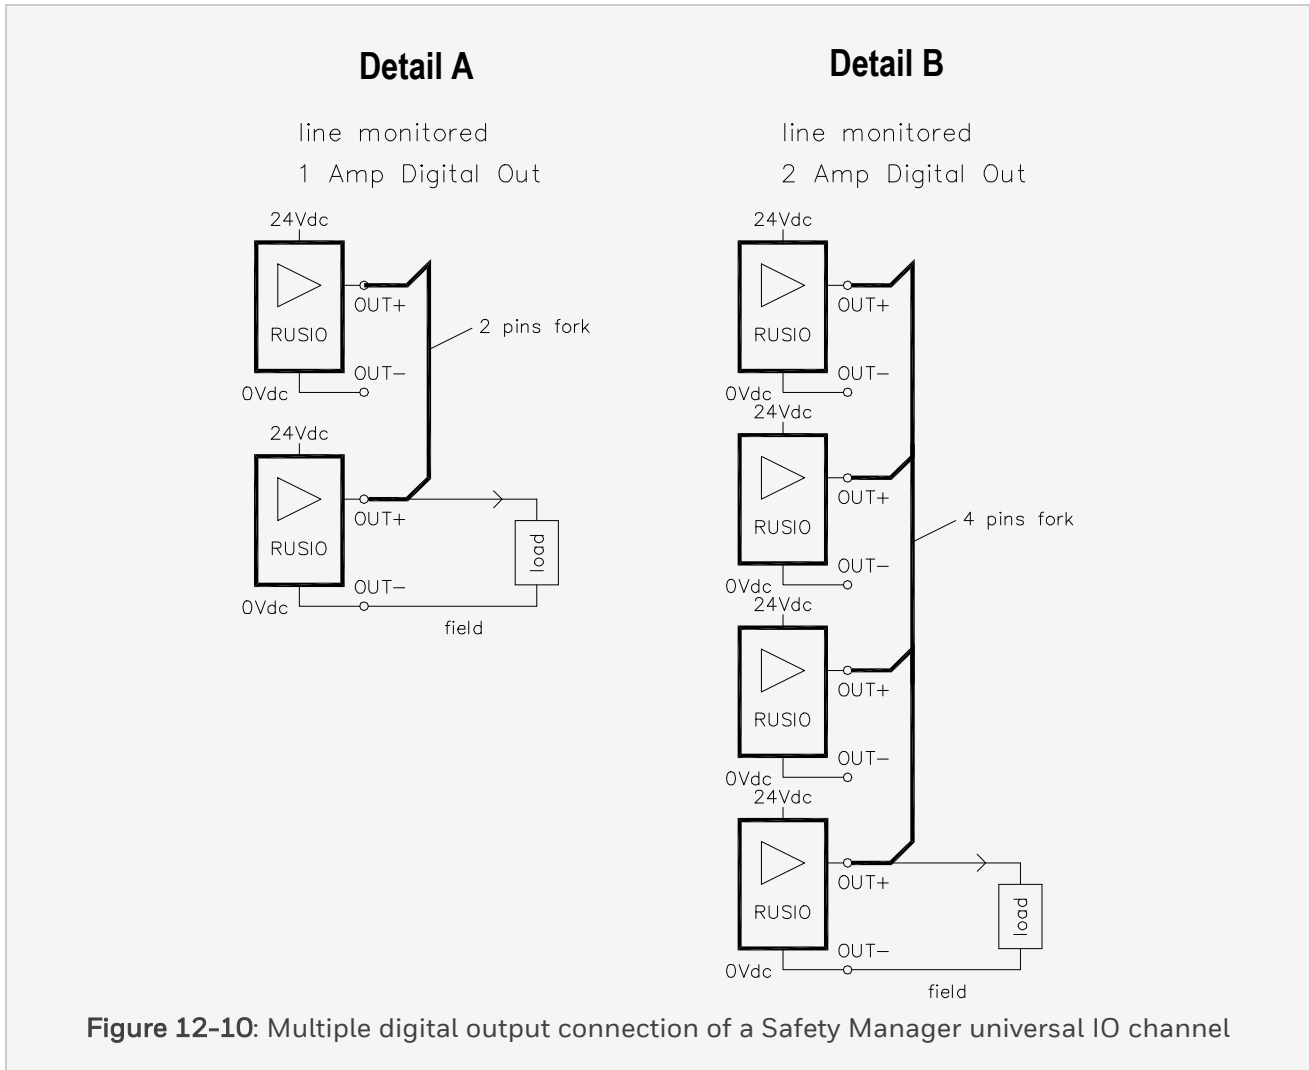 Detail A
line monitored
1 Amp Digital Out
24Vdc
RUSIO
OUT+
OUT-
0Vdc
2 pins fork
24Vdc
RUSIO
OUT+
OUT-
0Vdc
load
field
Detail B
line monitored
2 Amp Digital Out
24Vdc
RUSIO
OUT+
OUT-
0Vdc
24Vdc
RUSIO
OUT+
OUT-
0Vdc
4 pins fork
24Vdc
RUSIO
OUT+
OUT-
0Vdc
24Vdc
RUSIO
OUT+
OUT-
0Vdc
load
field
Figure 12-10: Multiple digital output connection of a Safety Manager universal IO channel